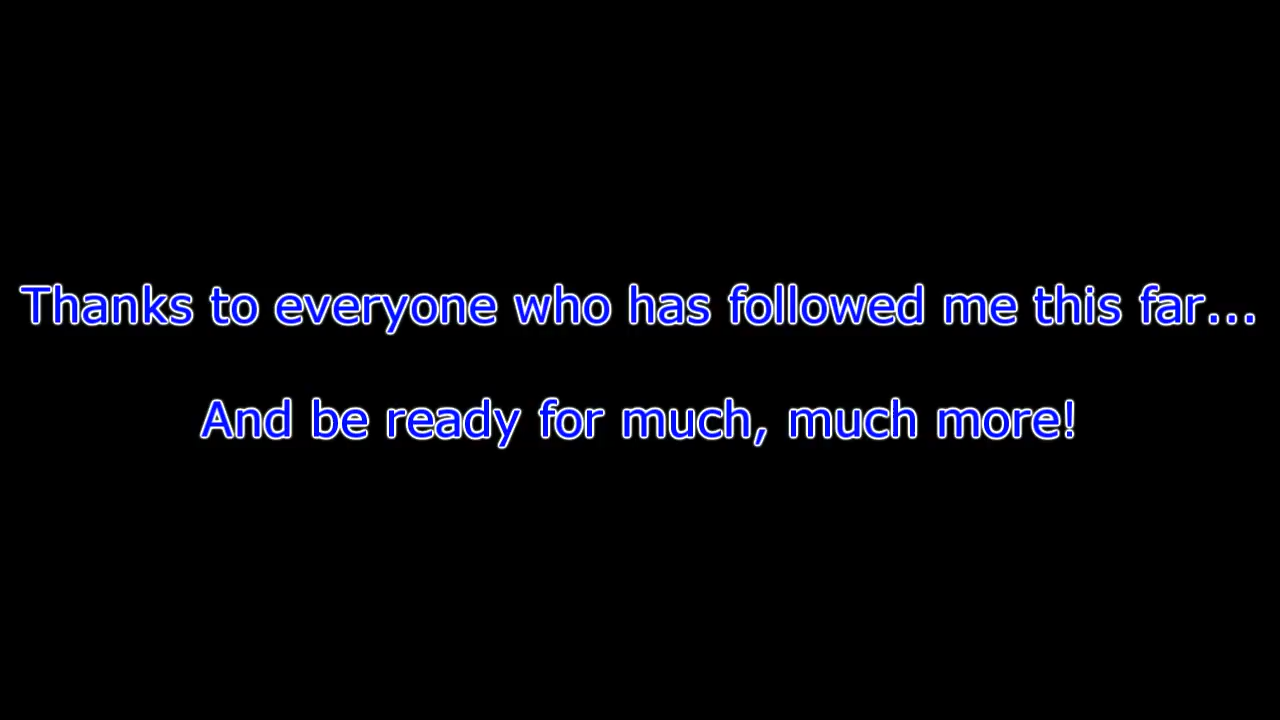 Thanks to everyone who has followed me this far...
And be ready for much, much more!